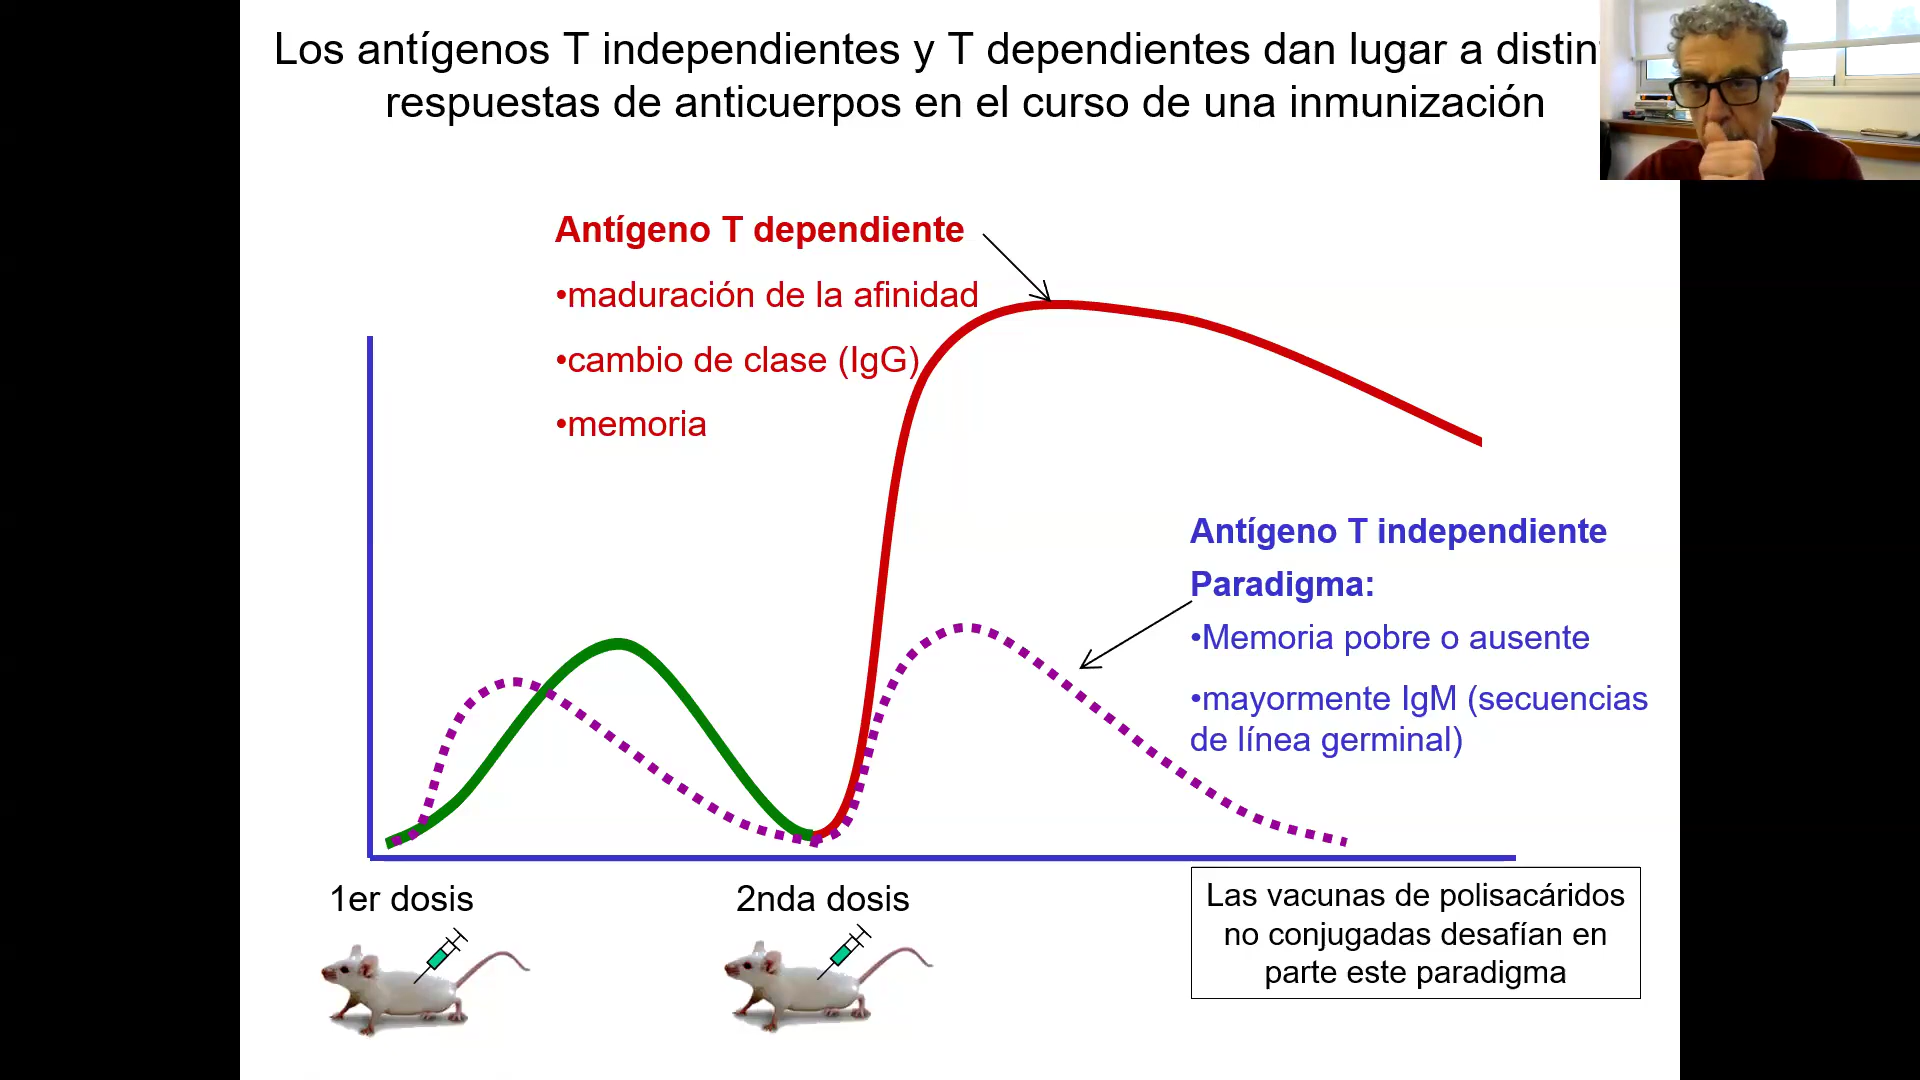 Los antígenos T independientes y T dependientes dan lugar a distin
respuestas de anticuerpos en el curso de una inmunización
Antígeno T dependiente
•maduración de la afinidad
•cambio de clase (IgG)
•memoria
Antígeno T independiente
Paradigma:
•Memoria pobre o ausente
•mayormente IgM (secuencias
de línea germinal)
1er dosis
2nda dosis
Las vacunas de polisacáridos
no conjugadas desafían en
parte este paradigma